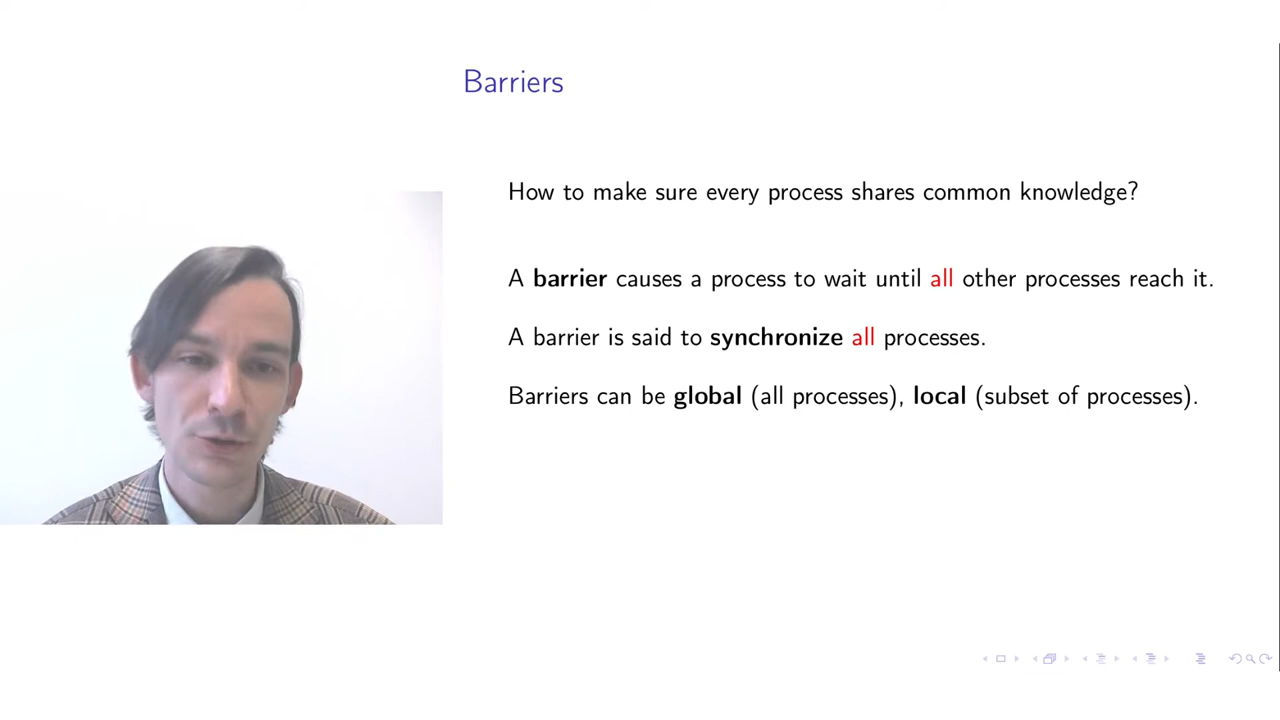 Barriers
How to make sure every process shares common knowledge?
A barrier causes a process to wait until all other processes reach it.
A barrier is said to synchronize all processes.
Barriers can be global (all processes), local (subset of processes).